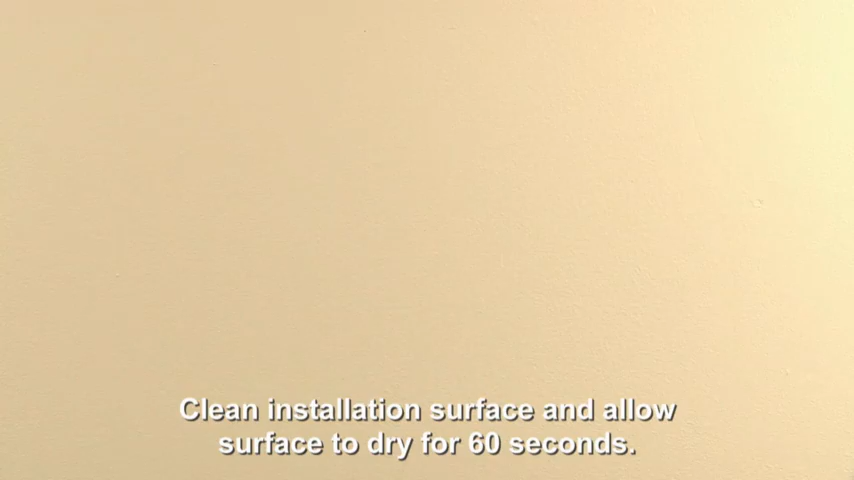 Clean installation surface and allow
surface to dry for 60 seconds.